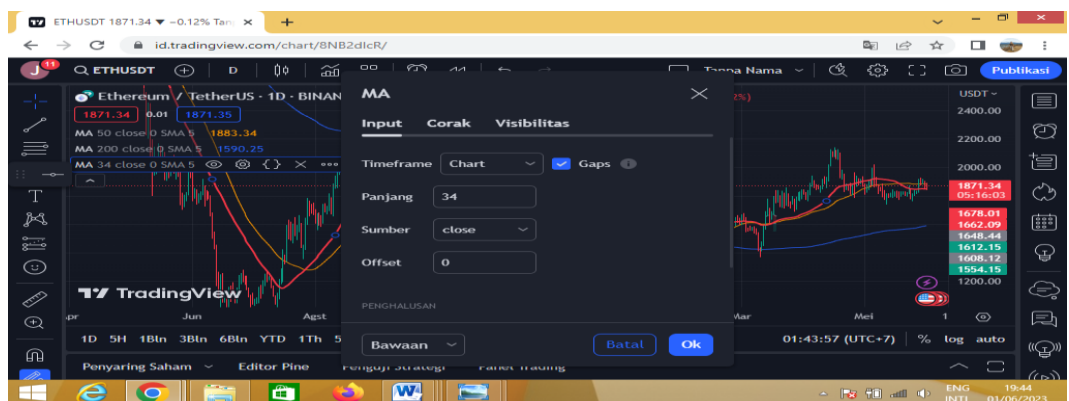 ETHUSDT 1871.34 ▼ −0.12% Tan
id.tradingview.com/chart/8NB2dIcR/
J 11 ETHUSDT D Tanpa Nama Publikasi
Ethereum / TetherUS · 1D · BINAN
1871.34 0.01 1871.35
MA 50 close 0 SMA 5 1883.34
MA 200 close 0 SMA 5 1590.25
MA 34 close 0 SMA 5
MA
Input Corak Visibilitas
Timeframe Chart Gaps
Panjang 34
Sumber close
Offset 0
PENGHALUSAN
Bawaan Batal Ok
2%)
USDT
2400.00
2200.00
2000.00
1871.34
05:16:03
1678.01
1662.09
1648.44
1612.15
1608.12
1554.15
1200.00
TradingView
pr Jun Agst Mar Mei 1
1D 5H 1Bln 3Bln 6Bln YTD 1Th 5 01:43:57 (UTC+7) % log auto
Penyaring Saham Editor Pine Penguji Strategi Panel Trading
ENG 19:44
INTL 01/06/2023